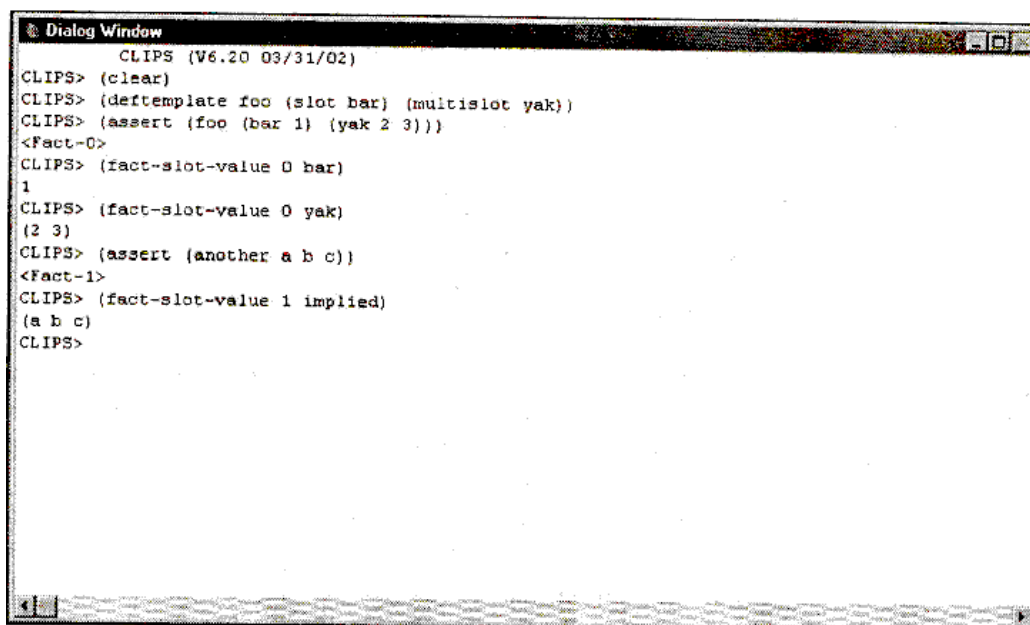 Dialog Window
CLIPS (V6.20 03/31/02)
CLIPS> (clear)
CLIPS> (deftemplate foo (slot bar) (multislot yak))
CLIPS> (assert (foo (bar 1) (yak 2 3)))
<Fact-0>
CLIPS> (fact-slot-value 0 bar)
1
CLIPS> (fact-slot-value 0 yak)
(2 3)
CLIPS> (assert (another a b c))
<Fact-1>
CLIPS> (fact-slot-value 1 implied)
(a b c)
CLIPS>